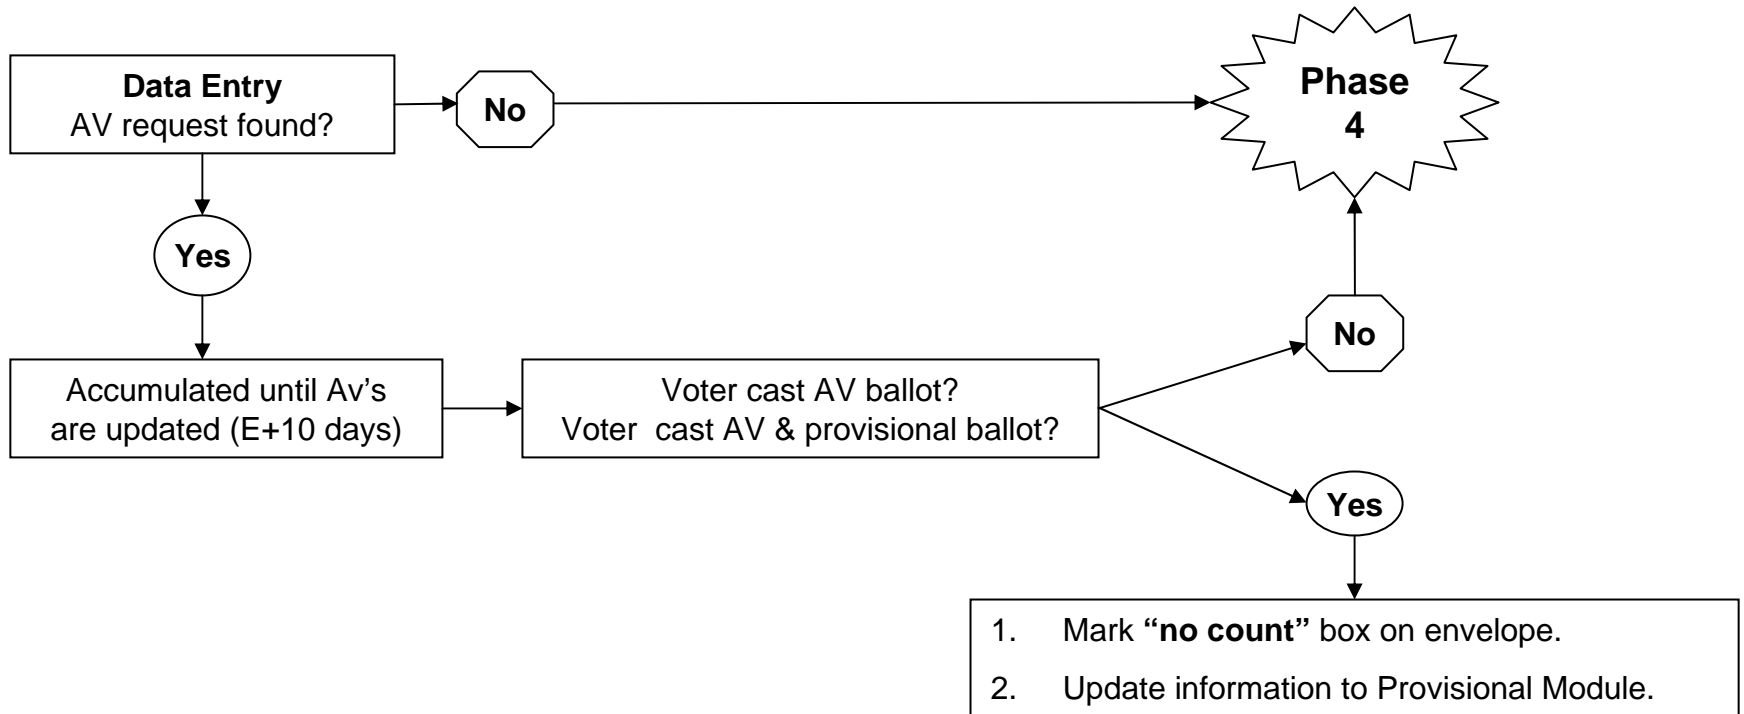 Data Entry
AV request found?
No
Phase
4
Yes
No
Accumulated until Av’s
are updated (E+10 days)
Voter cast AV ballot?
Voter cast AV & provisional ballot?
Yes
1. Mark “no count” box on envelope.
2. Update information to Provisional Module.